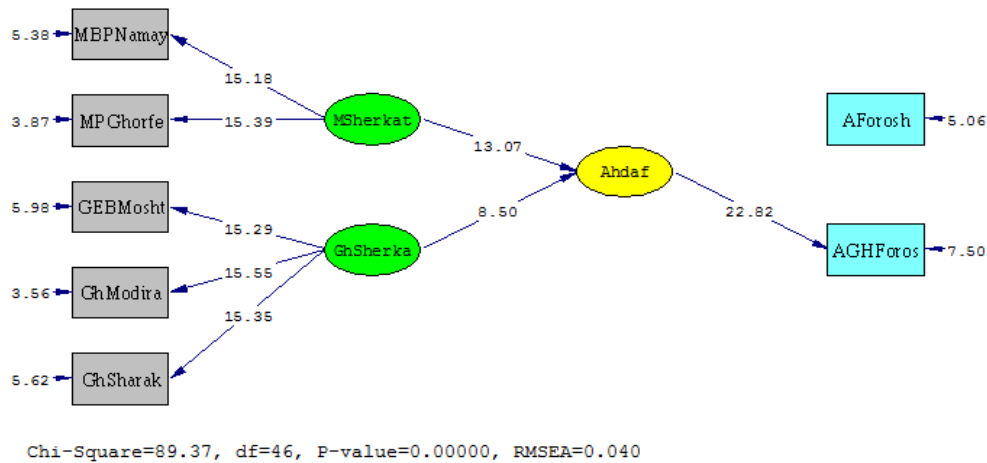 5.38 MBPNamay
15.18
3.87 MPGhorfe 15.39 MSherkat AForosh 5.06
13.07
Ahdaf
5.98 GEBMosht 15.29 8.50 22.82
GhSherka AGHForos 7.50
15.55
3.56 GhModira
15.35
5.62 GhSharak
Chi-Square=89.37, df=46, P-value=0.00000, RMSEA=0.040